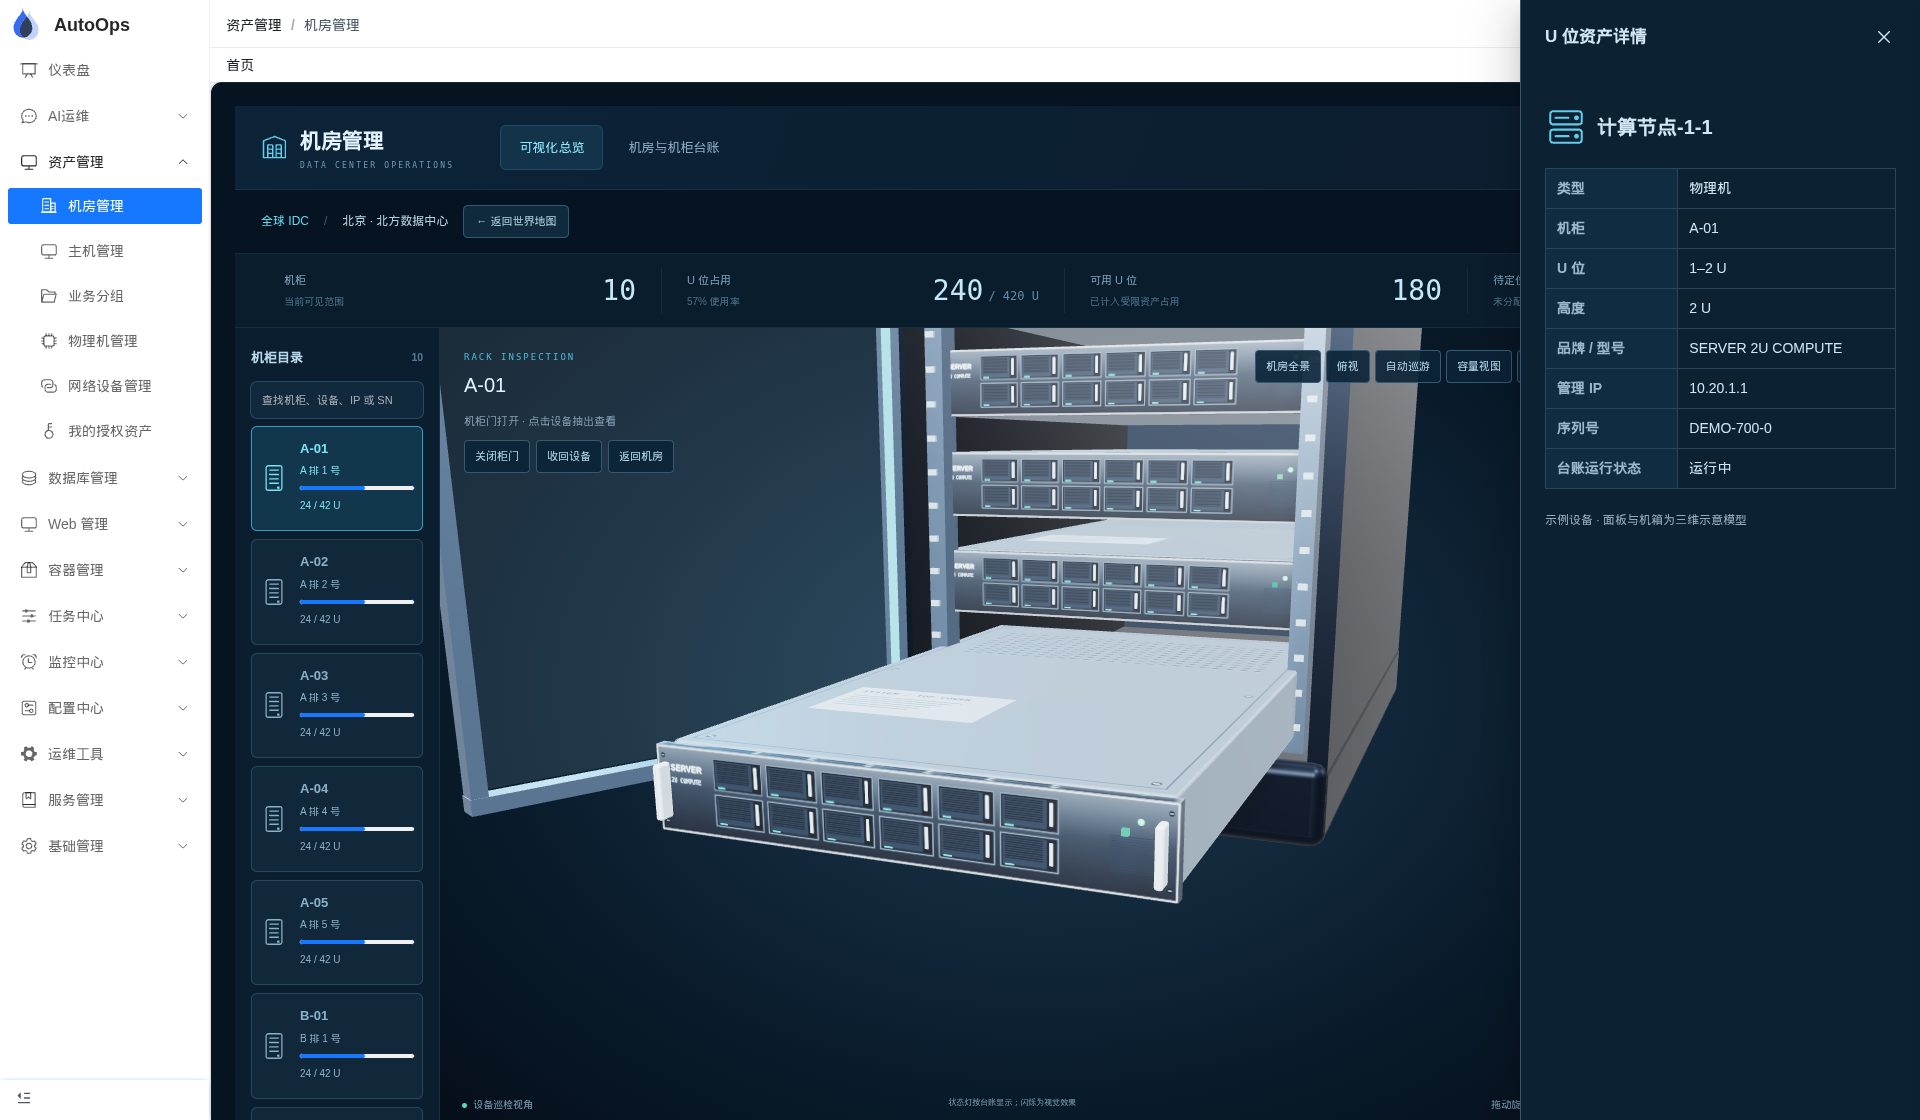 AutoOps
仪表盘
AI运维
资产管理
机房管理
主机管理
业务分组
物理机管理
网络设备管理
我的授权资产
数据库管理
Web 管理
容器管理
任务中心
监控中心
配置中心
运维工具
服务管理
基础管理
资产管理 / 机房管理
首页
机房管理
DATA CENTER OPERATIONS
可视化总览
机房与机柜台账
全球 IDC / 北京 · 北方数据中心
← 返回世界地图
机柜
当前可见范围
10
U 位占用
57% 使用率
240 / 420 U
可用 U 位
已计入受限资产占用
180
待定
未分配
机柜目录 10
查找机柜、设备、IP 或 SN
A-01
A 排 1 号
24 / 42 U
A-02
A 排 2 号
24 / 42 U
A-03
A 排 3 号
24 / 42 U
A-04
A 排 4 号
24 / 42 U
A-05
A 排 5 号
24 / 42 U
B-01
B 排 1 号
24 / 42 U
RACK INSPECTION
A-01
机柜门打开 · 点击设备抽出查看
关闭柜门
收回设备
返回机房
机房全景
俯视
自动巡游
容量视图
SERVER
2U COMPUTE
设备巡检视角
状态灯按台账显示；闪烁为视觉效果
拖动旋
U 位资产详情
计算节点-1-1
类型 物理机
机柜 A-01
U 位 1–2 U
高度 2 U
品牌 / 型号 SERVER 2U COMPUTE
管理 IP 10.20.1.1
序列号 DEMO-700-0
台账运行状态 运行中
示例设备 · 面板与机箱为三维示意模型